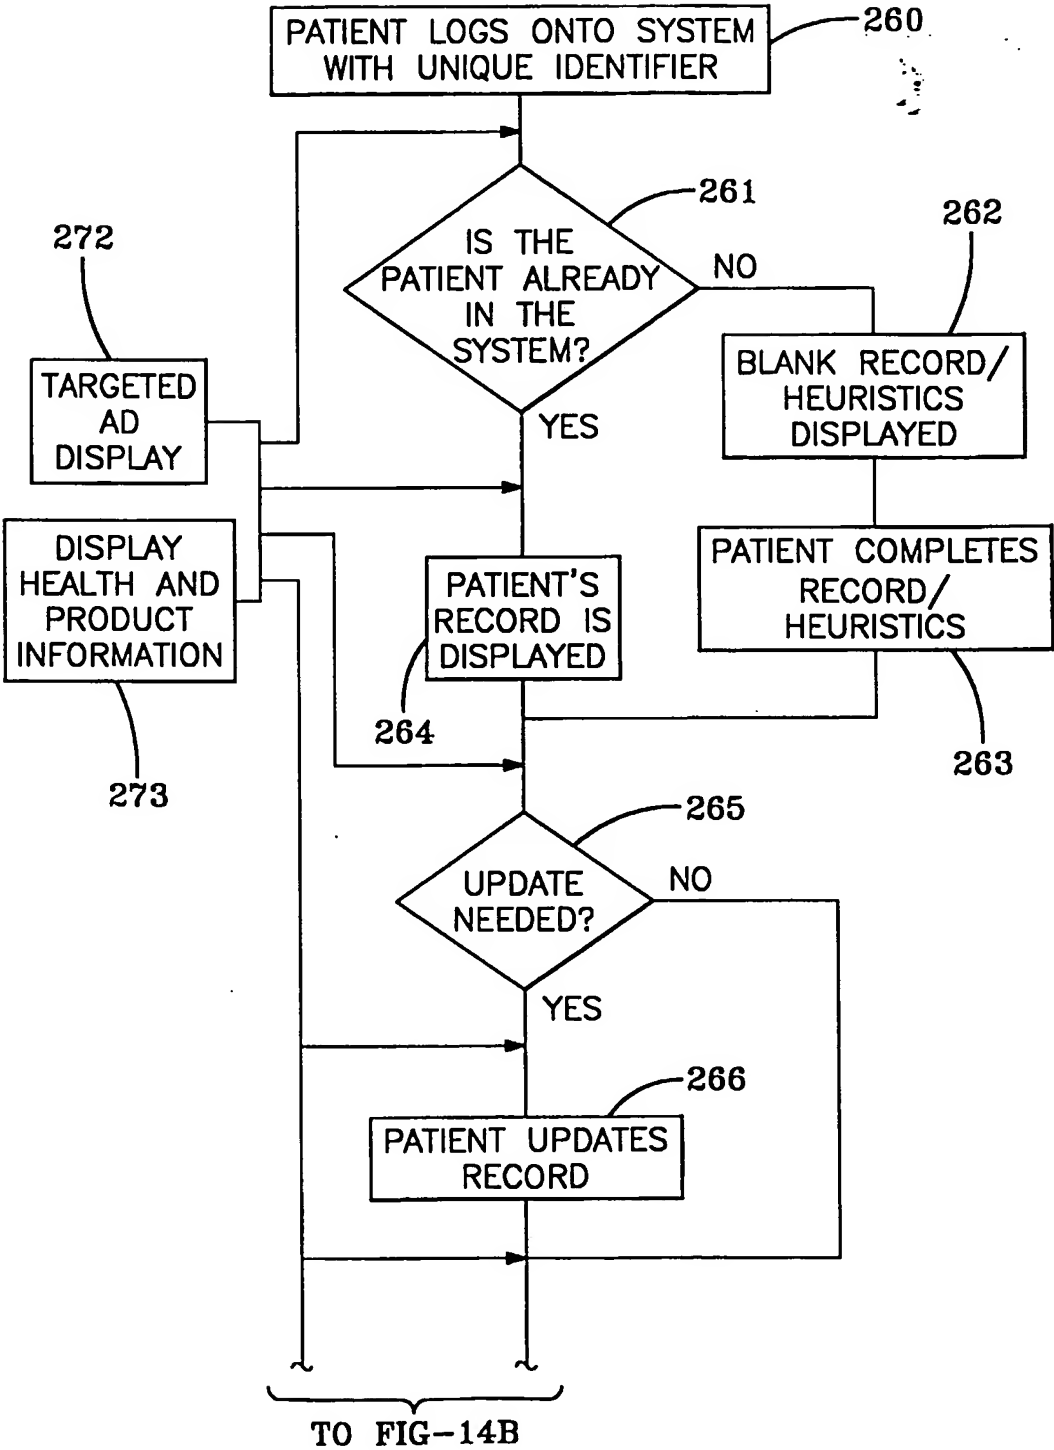 PATIENT LOGS ONTO SYSTEM
WITH UNIQUE IDENTIFIER
260
IS THE
PATIENT ALREADY
IN THE
SYSTEM?
261
NO
YES
262
BLANK RECORD/
HEURISTICS
DISPLAYED
272
TARGETED
AD
DISPLAY
DISPLAY
HEALTH AND
PRODUCT
INFORMATION
273
PATIENT'S
RECORD IS
DISPLAYED
264
PATIENT COMPLETES
RECORD/
HEURISTICS
263
UPDATE
NEEDED?
265
NO
YES
266
PATIENT UPDATES
RECORD
TO FIG-14B